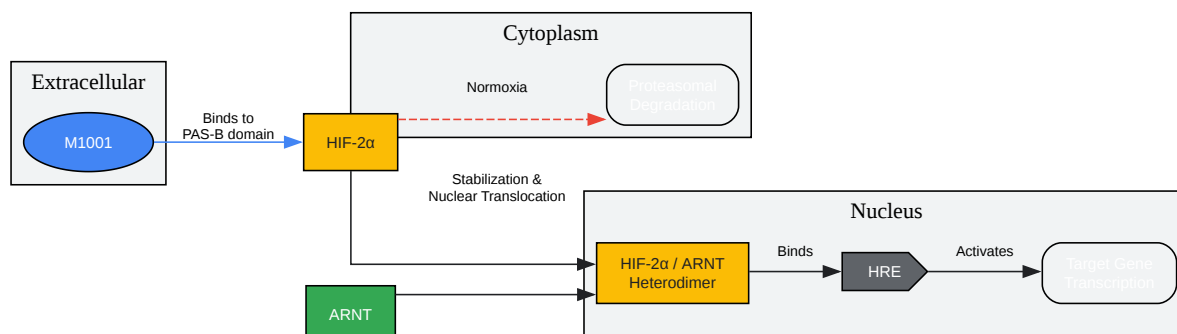 Cytoplasm
Extracellular
Normoxia
Proteasomal
Degradation
Binds to
PAS-B domain
M1001
HIF-2α
Stabilization &
Nuclear Translocation
Nucleus
HIF-2α / ARNT
Heterodimer
Binds
HRE
Activates
Target Gene
Transcription
ARNT